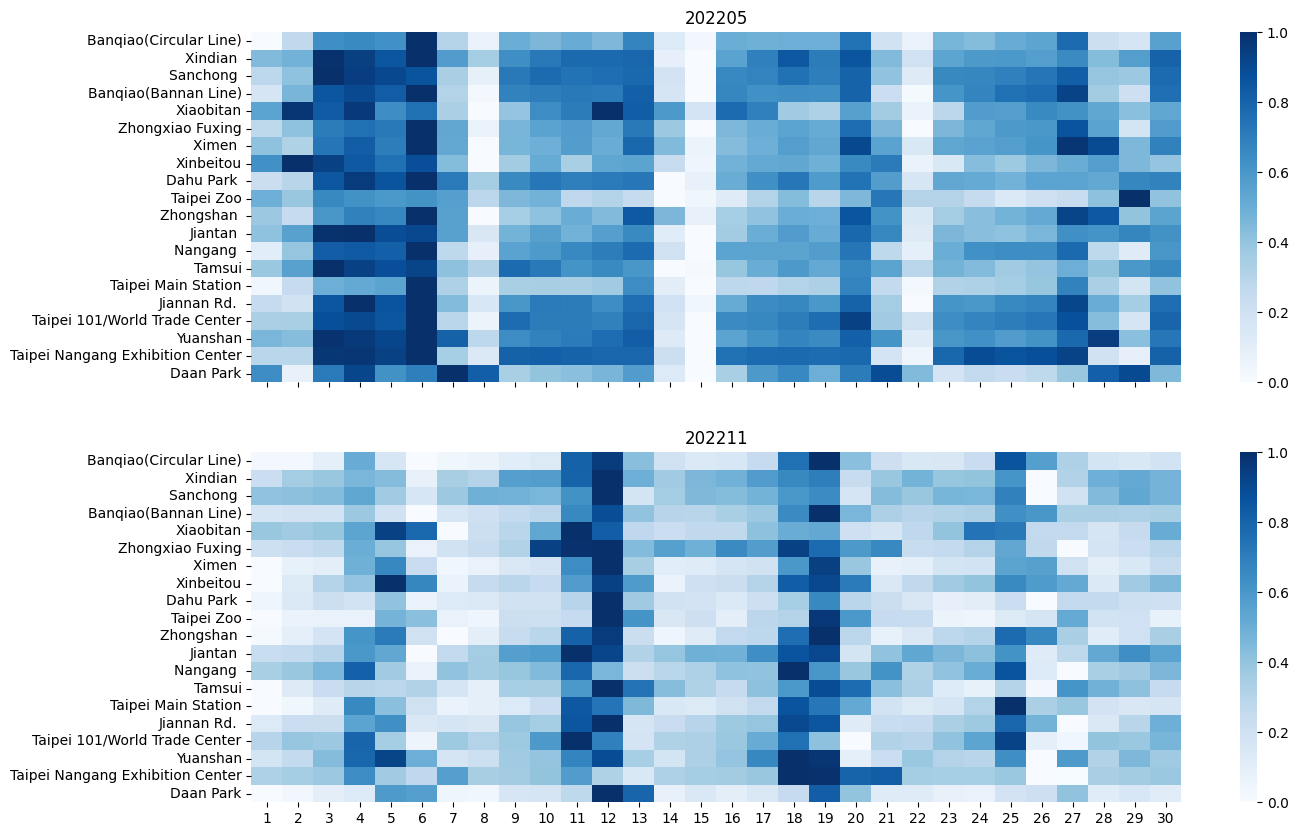 202205
Banqiao(Circular Line)
Xindian
Sanchong
Banqiao(Bannan Line)
Xiaobitan
Zhongxiao Fuxing
Ximen
Xinbeitou
Dahu Park
Taipei Zoo
Zhongshan
Jiantan
Nangang
Tamsui
Taipei Main Station
Jiannan Rd.
Taipei 101/World Trade Center
Yuanshan
Taipei Nangang Exhibition Center
Daan Park
1.0
0.8
0.6
0.4
0.2
0.0
202211
Banqiao(Circular Line)
Xindian
Sanchong
Banqiao(Bannan Line)
Xiaobitan
Zhongxiao Fuxing
Ximen
Xinbeitou
Dahu Park
Taipei Zoo
Zhongshan
Jiantan
Nangang
Tamsui
Taipei Main Station
Jiannan Rd.
Taipei 101/World Trade Center
Yuanshan
Taipei Nangang Exhibition Center
Daan Park
1 2 3 4 5 6 7 8 9 10 11 12 13 14 15 16 17 18 19 20 21 22 23 24 25 26 27 28 29 30
1.0
0.8
0.6
0.4
0.2
0.0